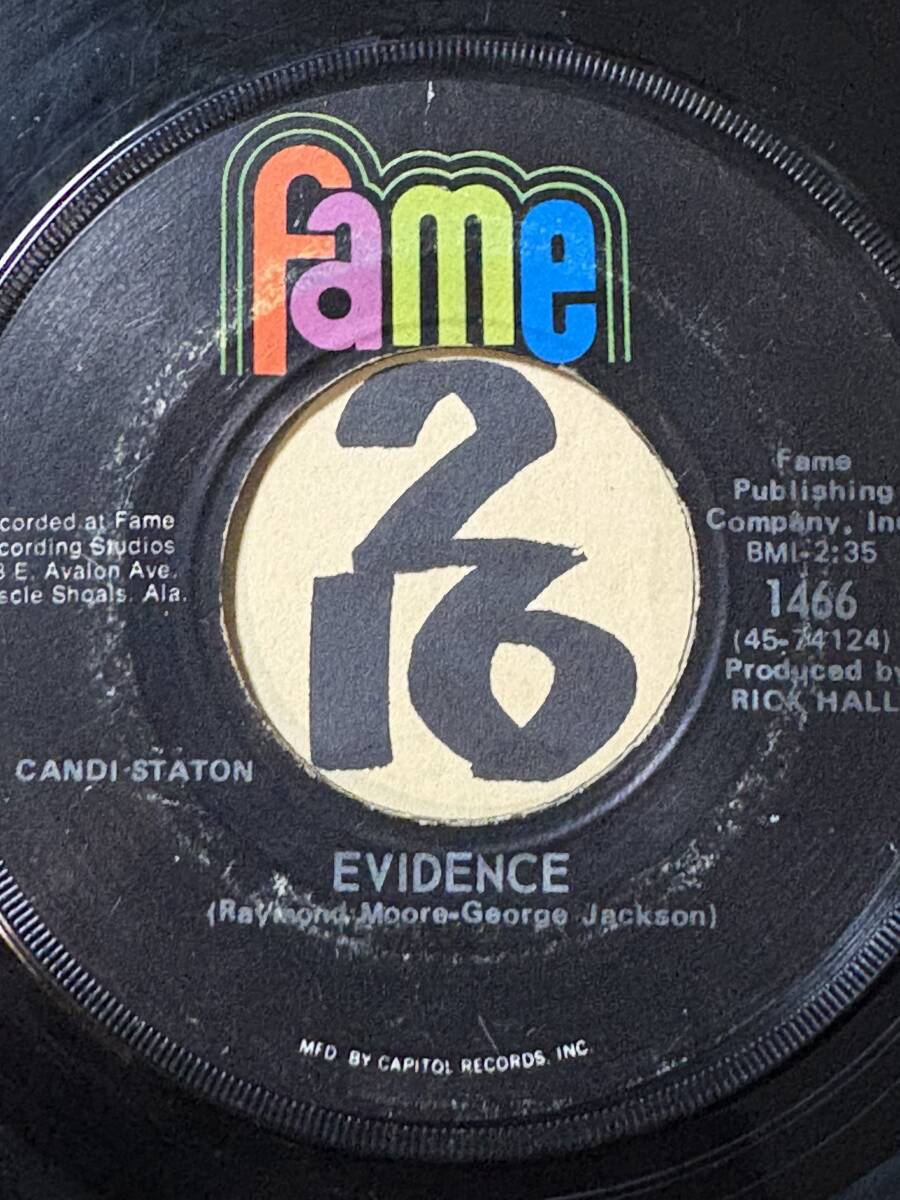 fame
2
16
corded at Fame
cording Studios
3 E. Avalon Ave.
scle Shoals, Ala.
Fame
Publishing
Company, Inc
BMI-2:35
1466
(45-74124)
Produced by
RICK HALL
CANDI STATON
EVIDENCE
(Raymond Moore-George Jackson)
MFD. BY CAPITOL RECORDS, INC.